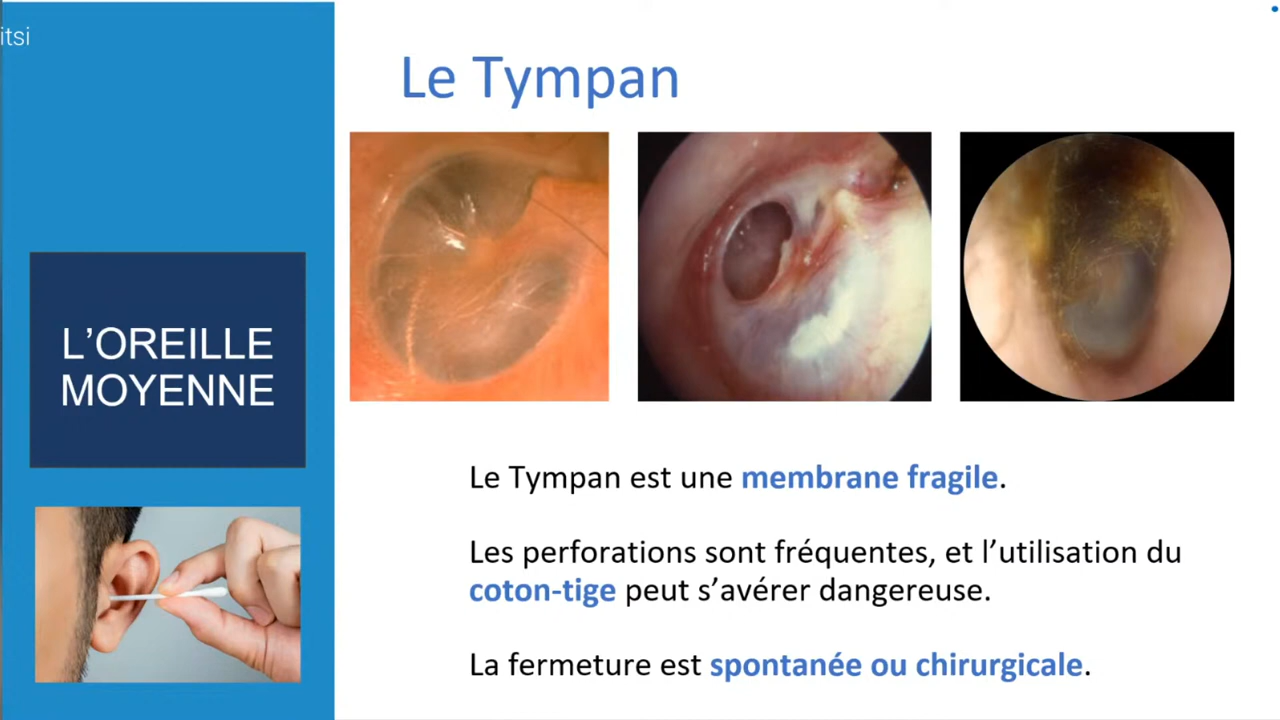 itsi
Le Tympan
L’OREILLE
MOYENNE
Le Tympan est une membrane fragile.
Les perforations sont fréquentes, et l’utilisation du
coton-tige peut s’avérer dangereuse.
La fermeture est spontanée ou chirurgicale.